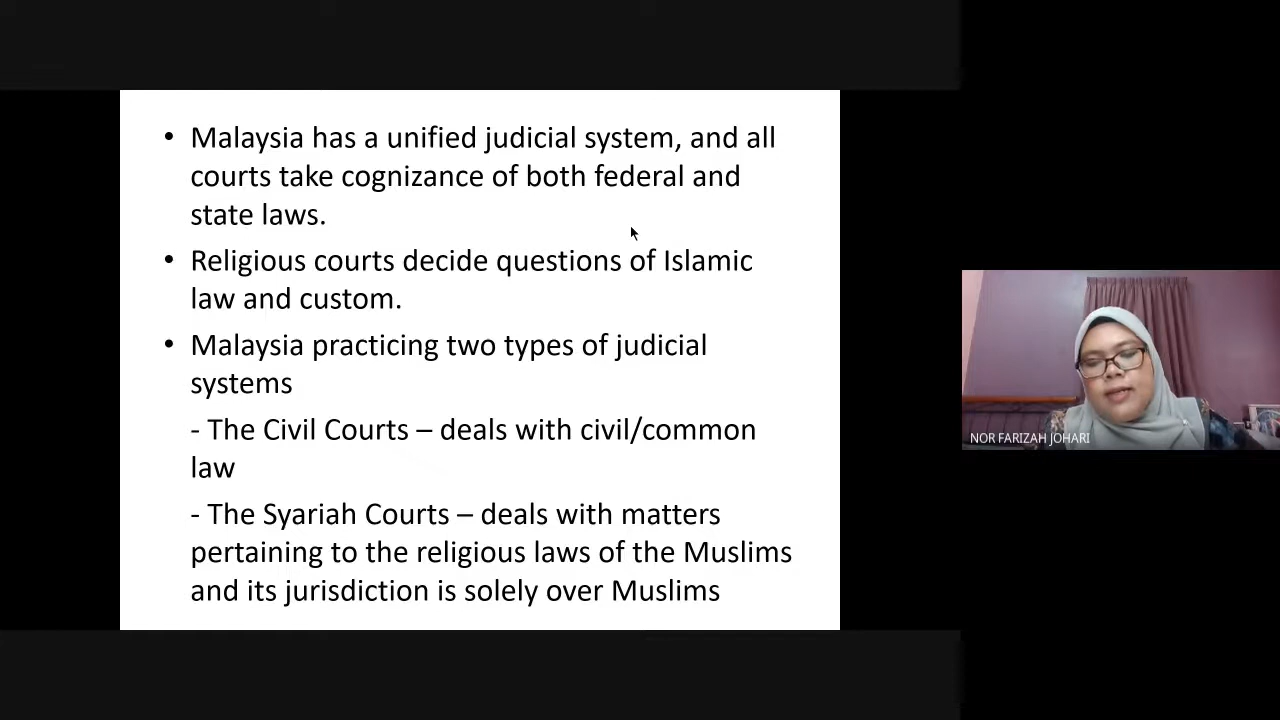 • Malaysia has a unified judicial system, and all
courts take cognizance of both federal and
state laws.
• Religious courts decide questions of Islamic
law and custom.
• Malaysia practicing two types of judicial
systems
- The Civil Courts – deals with civil/common
law
- The Syariah Courts – deals with matters
pertaining to the religious laws of the Muslims
and its jurisdiction is solely over Muslims
NOR FARIZAH JOHARI